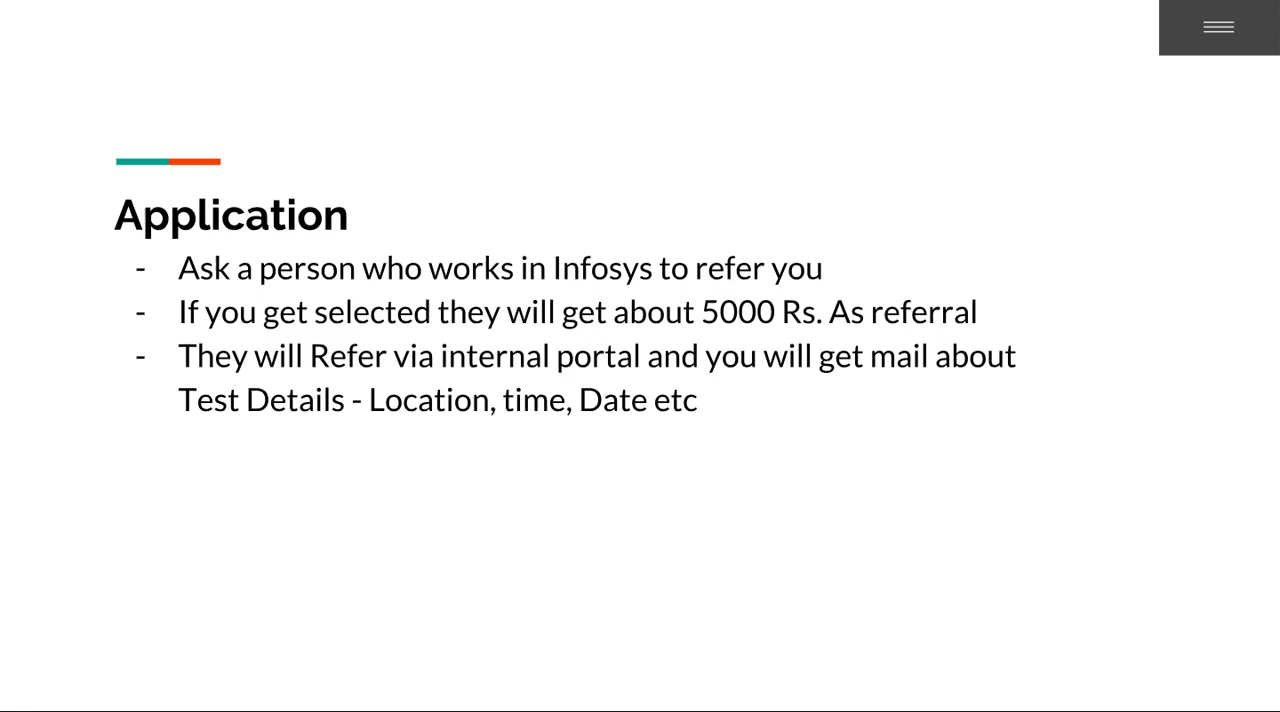 Application
- Ask a person who works in Infosys to refer you
- If you get selected they will get about 5000 Rs. As referral
- They will Refer via internal portal and you will get mail about
Test Details - Location, time, Date etc